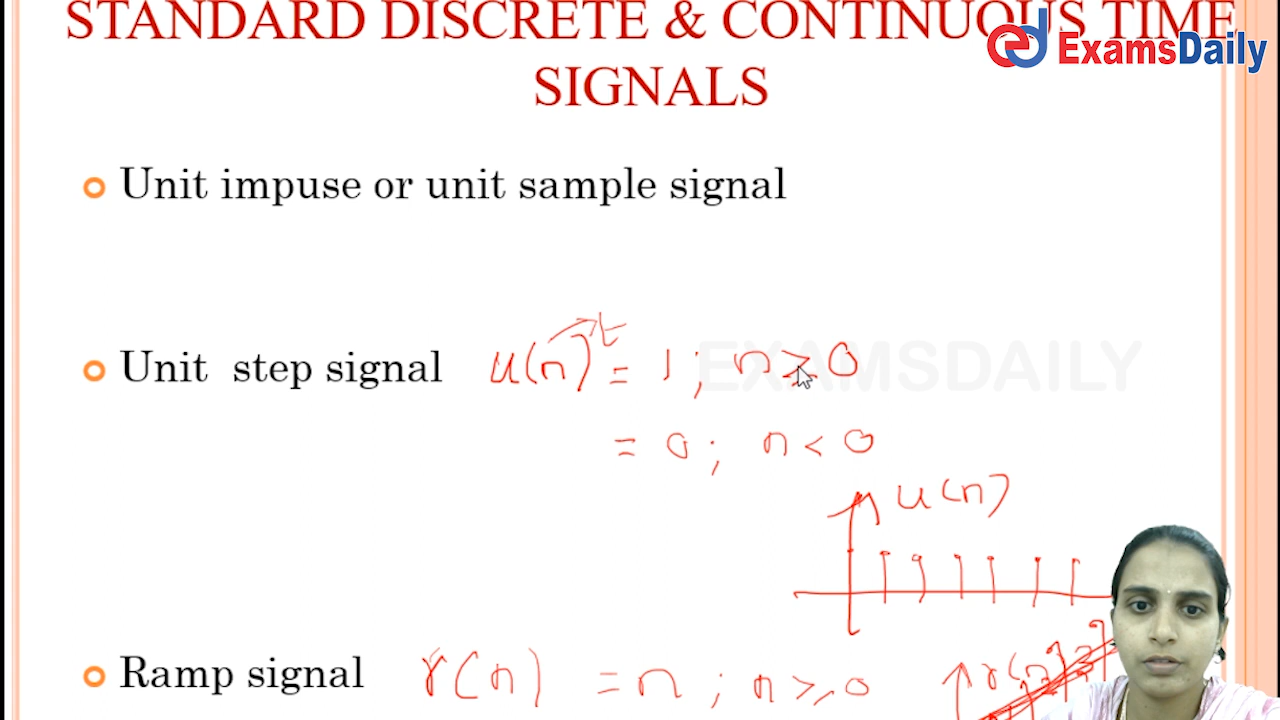 STANDARD DISCRETE & CONTINUOUS TIME
SIGNALS
ExamsDaily
Unit impuse or unit sample signal
Unit step signal u(n) t = 1 ; n ≥ 0
EXAMSDAILY
= 0 ; n < 0
u(n)
Ramp signal r(n) = n ; n ≥ 0
r(n)